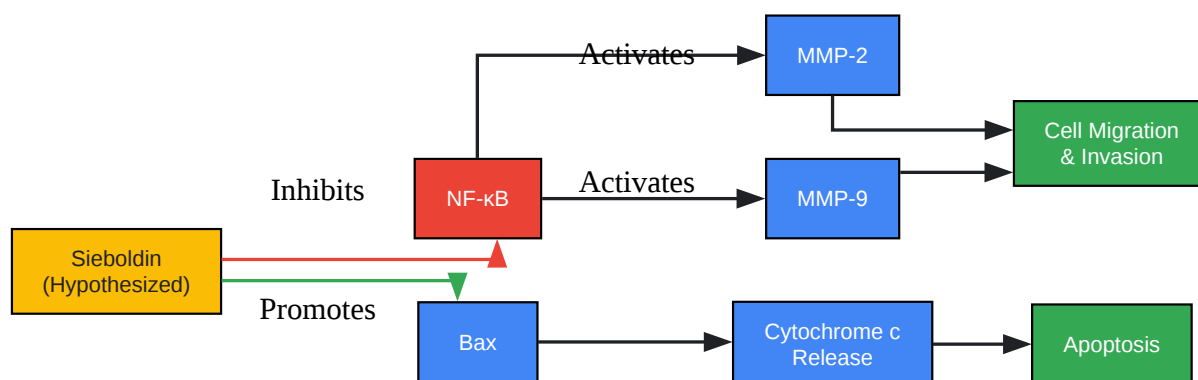 Activates
MMP-2
Cell Migration
& Invasion
Inhibits
NF-κB
Activates
MMP-9
Sieboldin
(Hypothesized)
Promotes
Bax
Cytochrome c
Release
Apoptosis